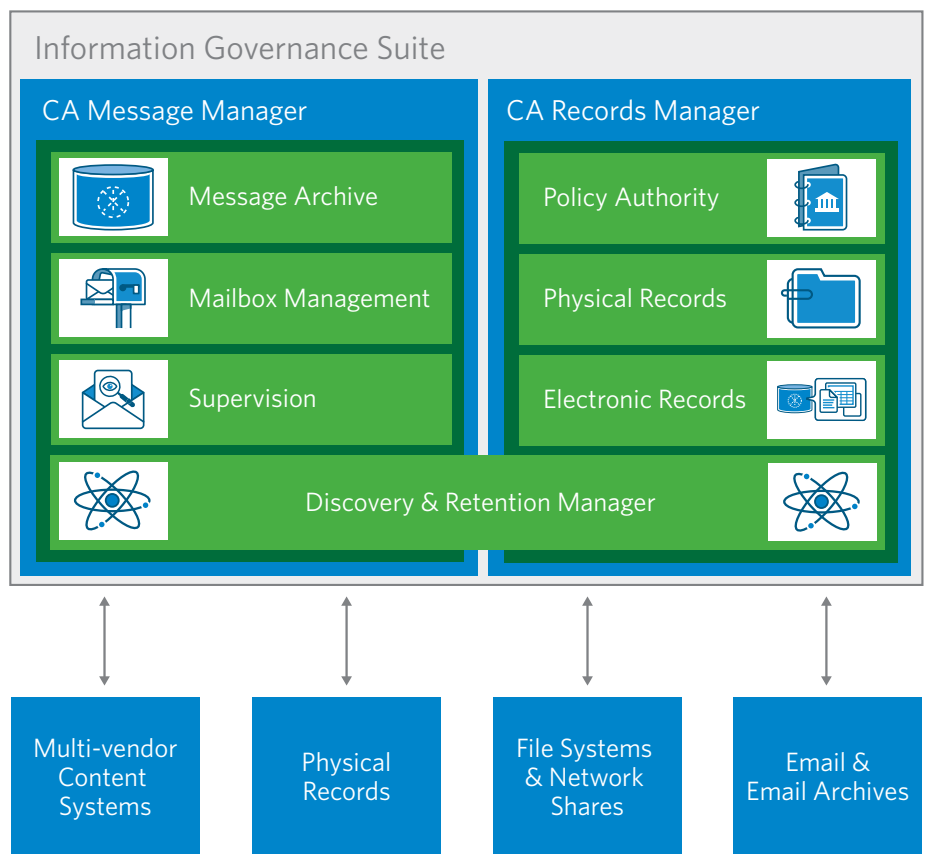 Information Governance Suite
CA Message Manager
Message Archive
Mailbox Management
Supervision
CA Records Manager
Policy Authority
Physical Records
Electronic Records
Discovery & Retention Manager
Multi-vendor
Content
Systems
Physical
Records
File Systems
& Network
Shares
Email &
Email Archives